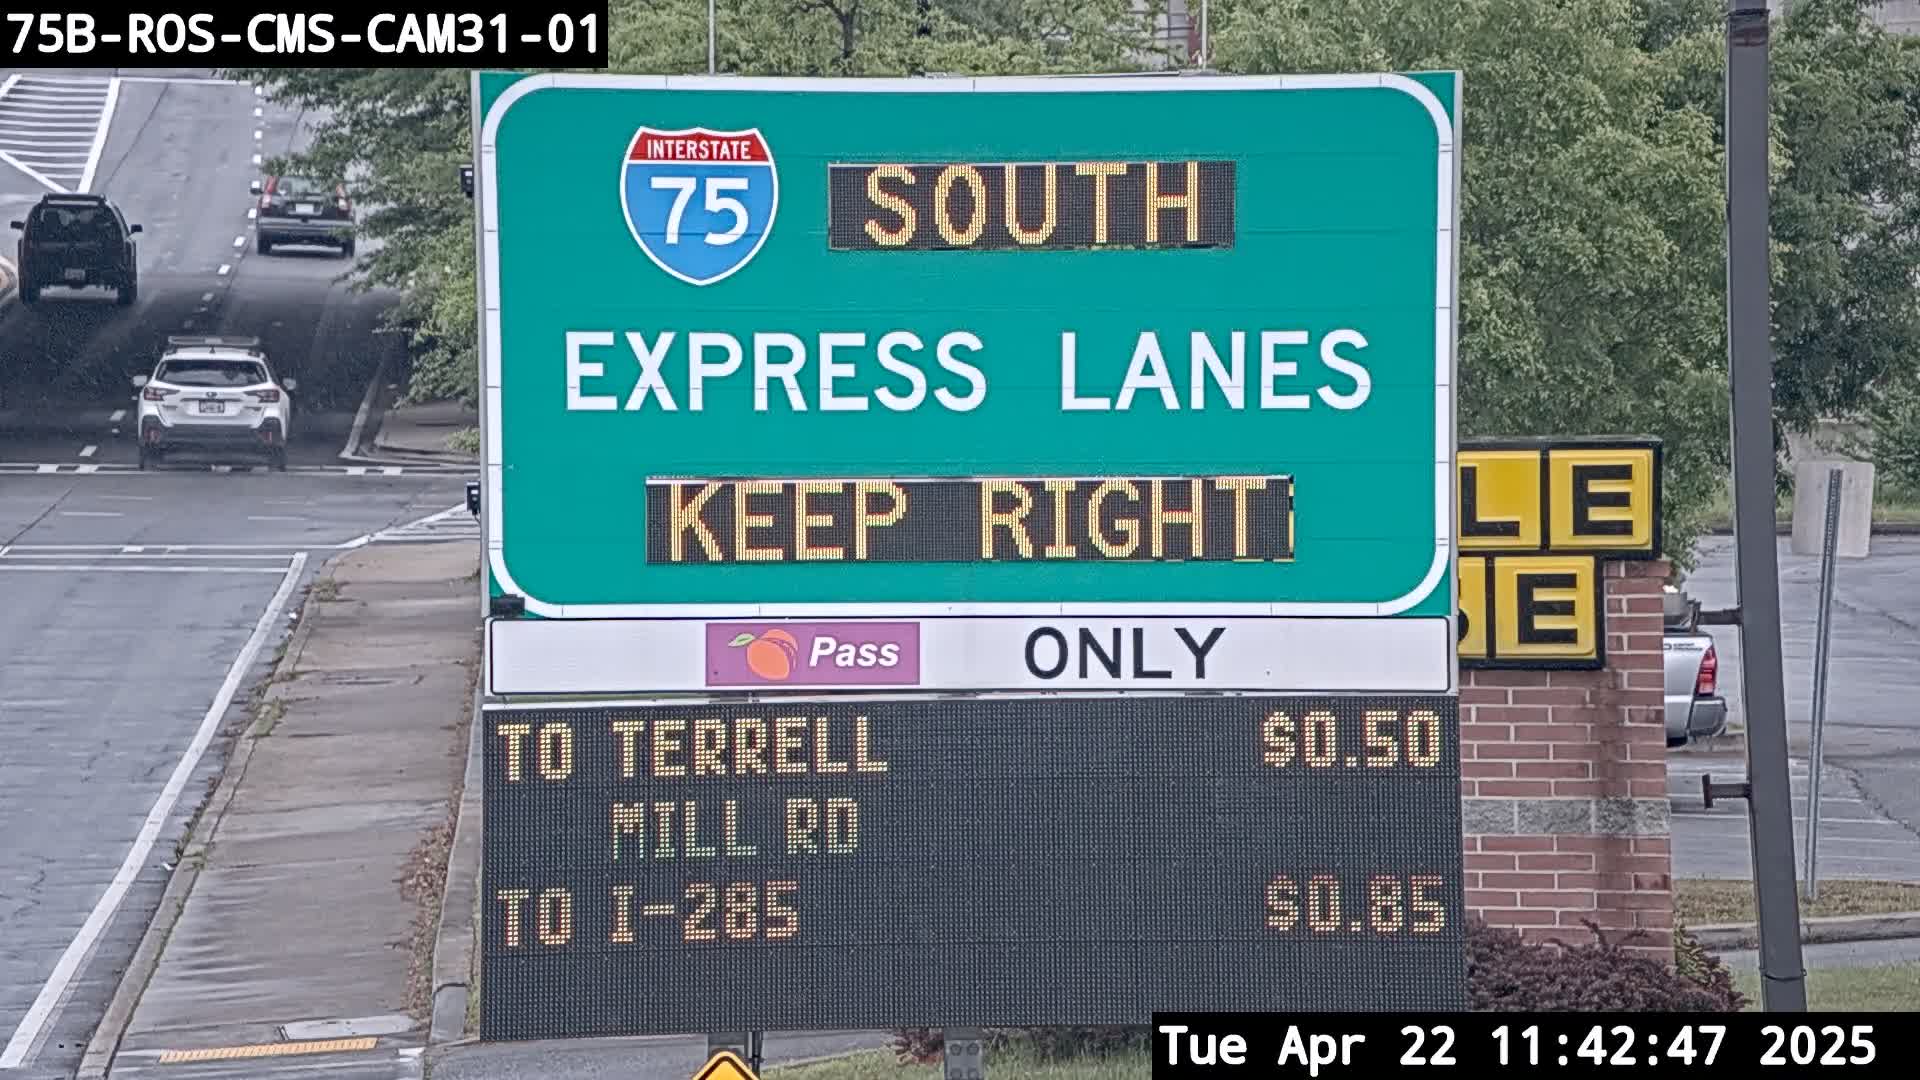 75B-ROS-CMS-CAM31-01
INTERSTATE
75
SOUTH
EXPRESS LANES
KEEP RIGHT
Pass ONLY
TO TERRELL $0.50
MILL RD
TO I-285 $0.85
LE
E
Tue Apr 22 11:42:47 2025